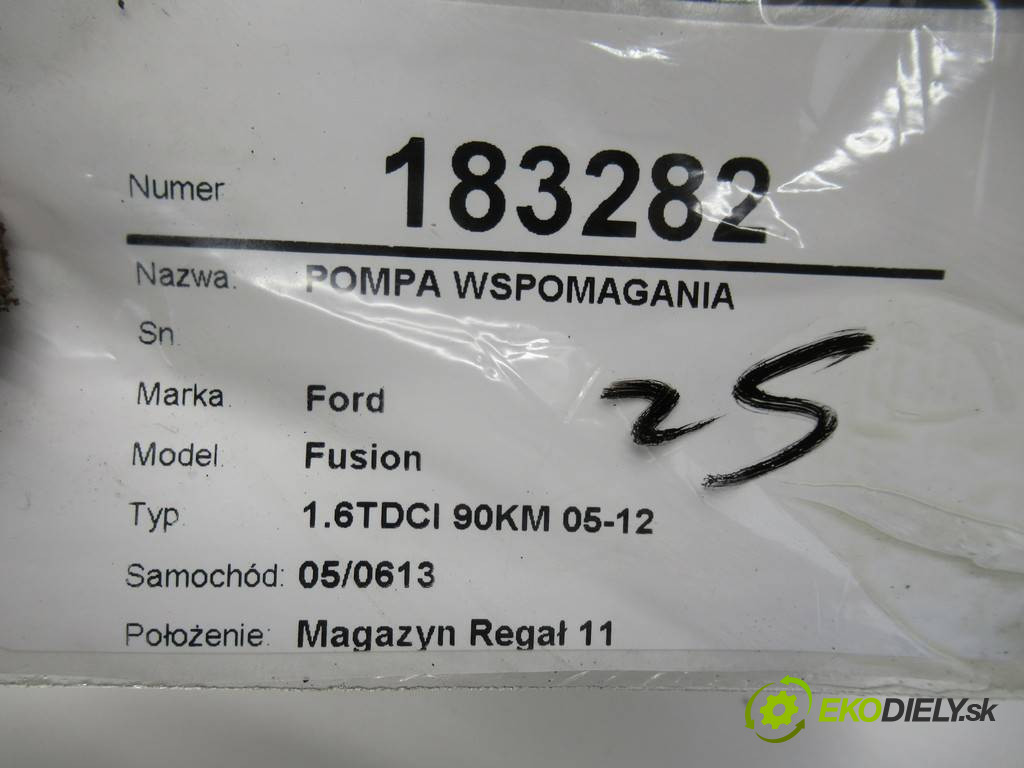 Numer 183282
Nazwa: POMPA WSPOMAGANIA
Sn.
Marka. Ford
25
Model: Fusion
Typ 1.6TDCI 90KM 05-12
Samochód: 05/0613
Położenie: Magazyn Regał 11
EKODIELY.sk